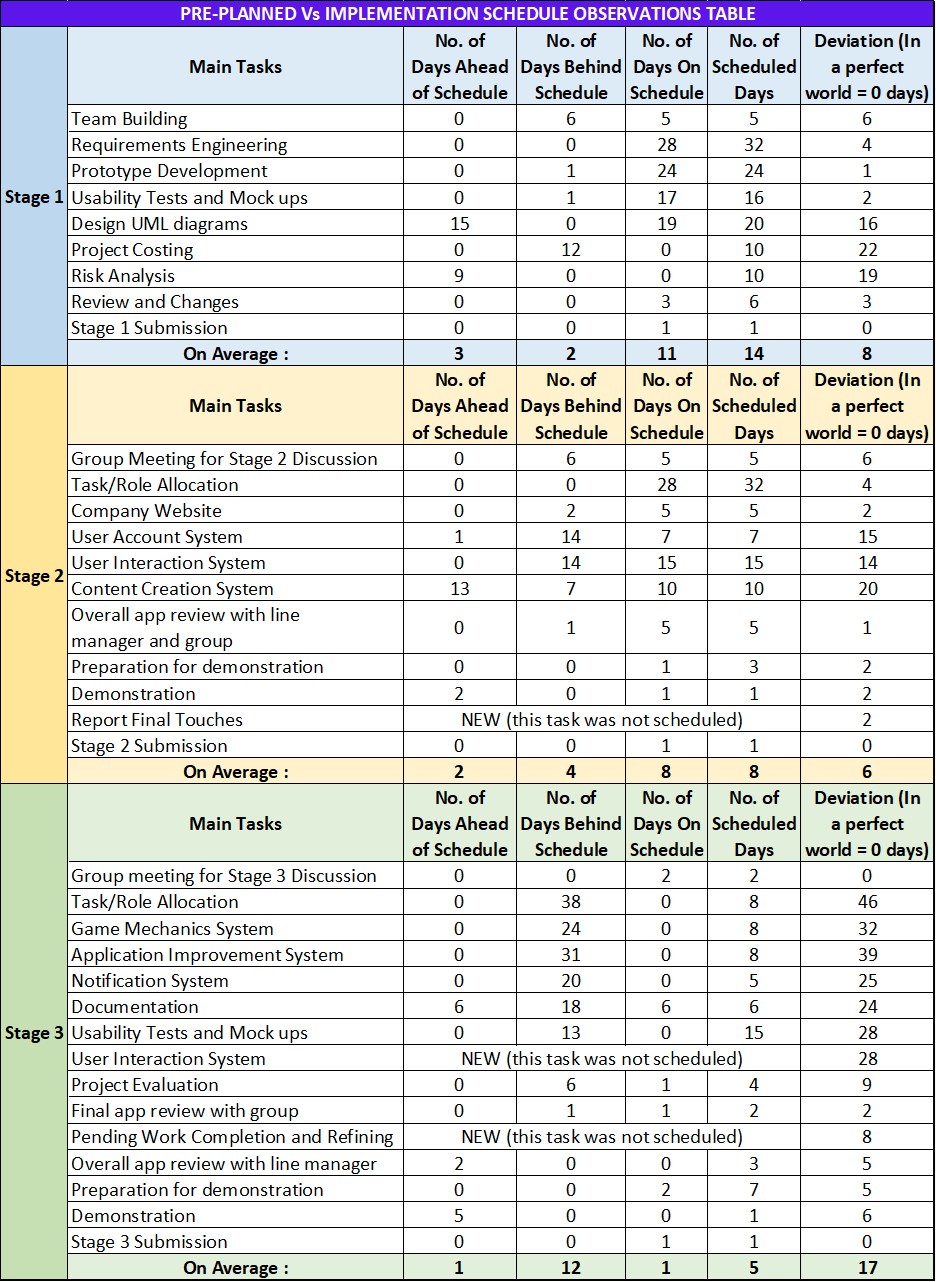 PRE-PLANNED Vs IMPLEMENTATION SCHEDULE OBSERVATIONS TABLE
Stage 1
Main Tasks | No. of Days Ahead of Schedule | No. of Days Behind Schedule | No. of Days On Schedule | No. of Scheduled Days | Deviation (In a perfect world = 0 days)
Team Building 0 6 5 5 6
Requirements Engineering 0 0 28 32 4
Prototype Development 0 1 24 24 1
Usability Tests and Mock ups 0 1 17 16 2
Design UML diagrams 15 0 19 20 16
Project Costing 0 12 0 10 22
Risk Analysis 9 0 0 10 19
Review and Changes 0 0 3 6 3
Stage 1 Submission 0 0 1 1 0
On Average : 3 2 11 14 8
Stage 2
Main Tasks | No. of Days Ahead of Schedule | No. of Days Behind Schedule | No. of Days On Schedule | No. of Scheduled Days | Deviation (In a perfect world = 0 days)
Group Meeting for Stage 2 Discussion 0 6 5 5 6
Task/Role Allocation 0 0 28 32 4
Company Website 0 2 5 5 2
User Account System 1 14 7 7 15
User Interaction System 0 14 15 15 14
Content Creation System 13 7 10 10 20
Overall app review with line
manager and group 0 1 5 5 1
Preparation for demonstration 0 0 1 3 2
Demonstration 2 0 1 1 2
Report Final Touches NEW (this task was not scheduled) 2
Stage 2 Submission 0 0 1 1 0
On Average : 2 4 8 8 6
Stage 3
Main Tasks | No. of Days Ahead of Schedule | No. of Days Behind Schedule | No. of Days On Schedule | No. of Scheduled Days | Deviation (In a perfect world = 0 days)
Group meeting for Stage 3 Discussion 0 0 2 2 0
Task/Role Allocation 0 38 0 8 46
Game Mechanics System 0 24 0 8 32
Application Improvement System 0 31 0 8 39
Notification System 0 20 0 5 25
Documentation 6 18 6 6 24
Usability Tests and Mock ups 0 13 0 15 28
User Interaction System NEW (this task was not scheduled) 28
Project Evaluation 0 6 1 4 9
Final app review with group 0 1 1 2 2
Pending Work Completion and Refining NEW (this task was not scheduled) 8
Overall app review with line manager 2 0 0 3 5
Preparation for demonstration 0 0 2 7 5
Demonstration 5 0 0 1 6
Stage 3 Submission 0 0 1 1 0
On Average : 1 12 1 5 17